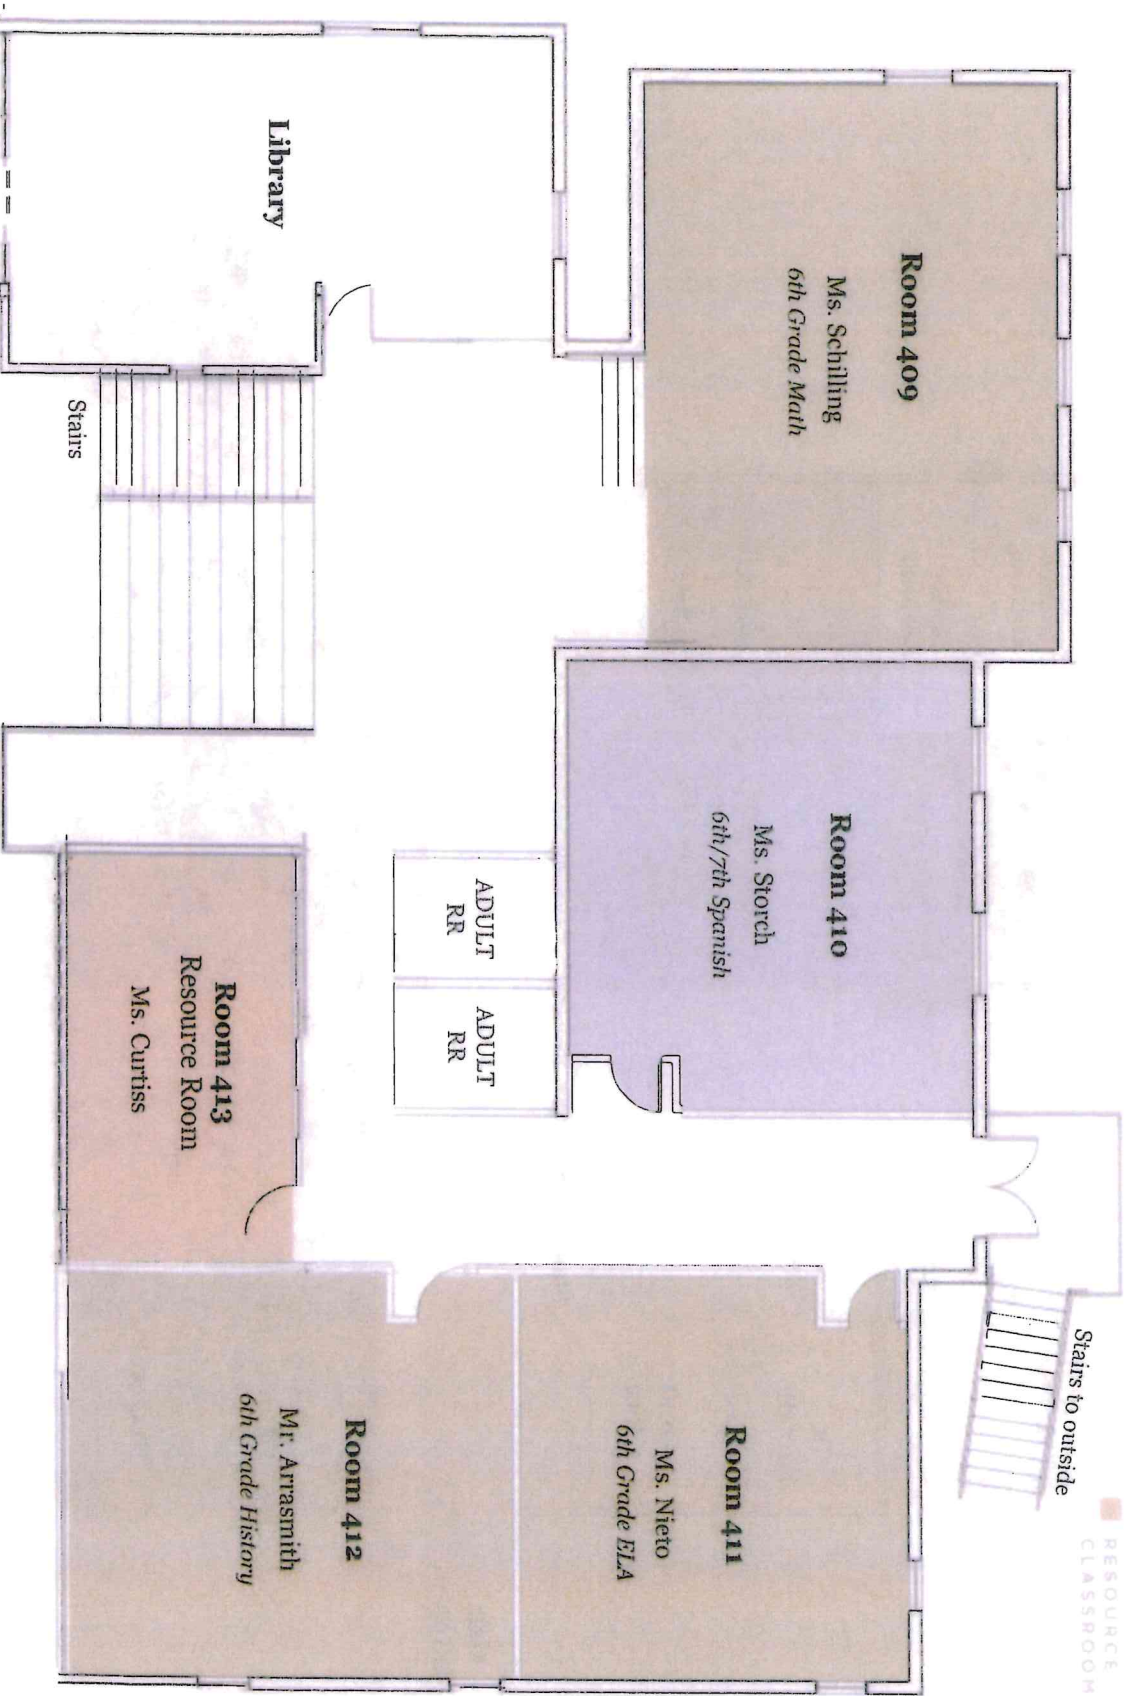 Room 409
Ms. Schilling
6th Grade Math
Library
Stairs
Room 410
Ms. Storch
6th/7th Spanish
ADULT
RR
ADULT
RR
Room 413
Resource Room
Ms. Curtiss
Stairs to outside
Room 411
Ms. Nieto
6th Grade ELA
Room 412
Mr. Arrasmith
6th Grade History
RESOURCE
CLASSROOM